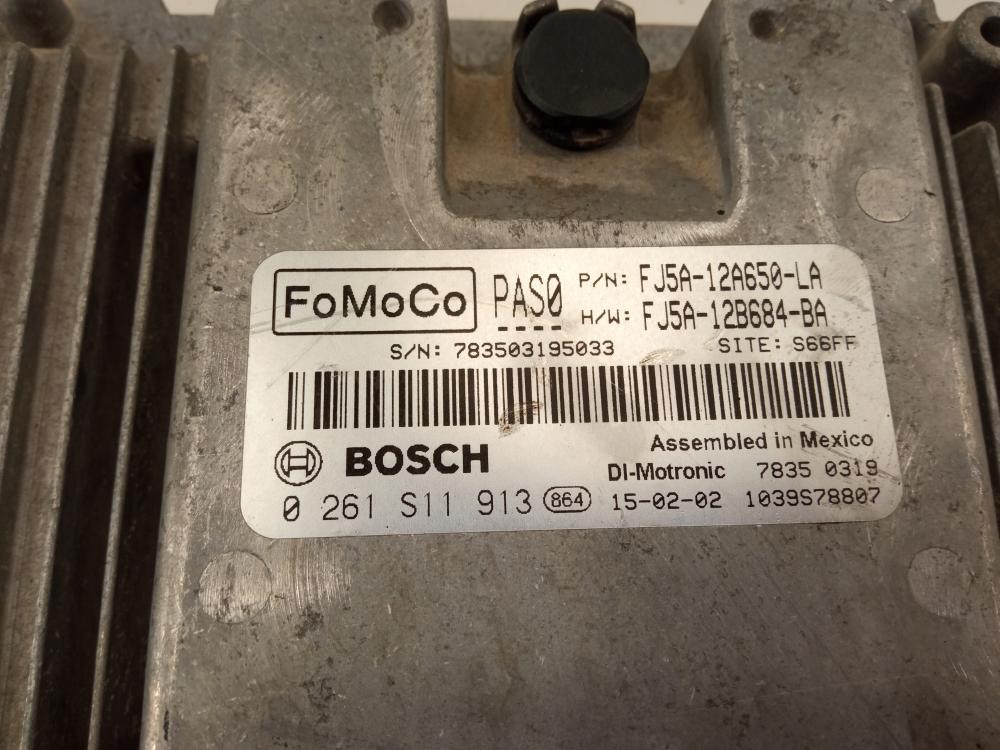 FoMoCo PAS0 P/N: FJ5A-12A650-LA
H/W: FJ5A-12B684-BA
S/N: 783503195033 SITE: S66FF
Assembled in Mexico
BOSCH DI-Motronic 7835 0319
0 261 S11 913 864 15-02-02 1039S78807